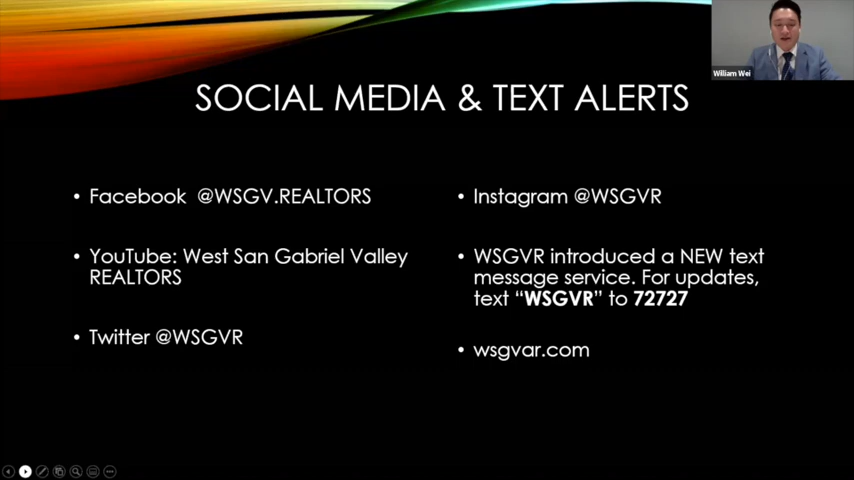 William Wei
SOCIAL MEDIA & TEXT ALERTS
• Facebook @WSGV.REALTORS
• YouTube: West San Gabriel Valley
REALTORS
• Twitter @WSGVR
• Instagram @WSGVR
• WSGVR introduced a NEW text
message service. For updates,
text “WSGVR” to 72727
• wsgvar.com